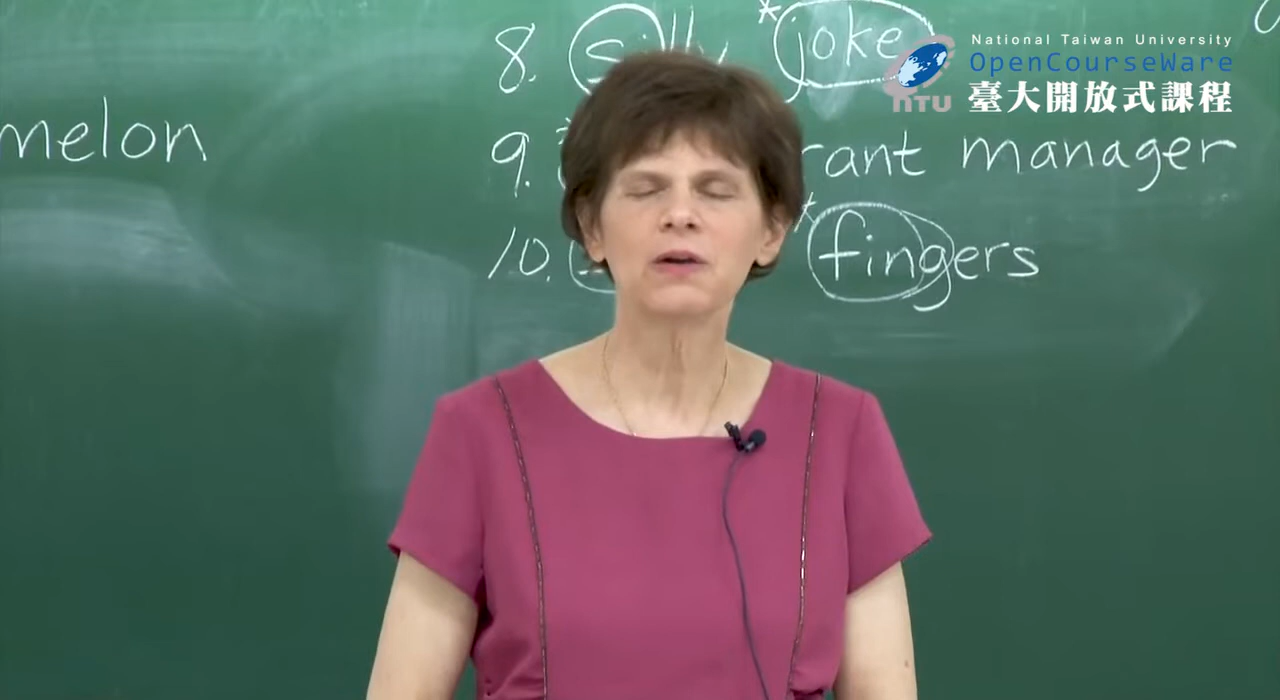 8. silly *joke
National Taiwan University
OpenCourseWare
NTU 臺大開放式課程
melon
9. rant manager
10. *fingers